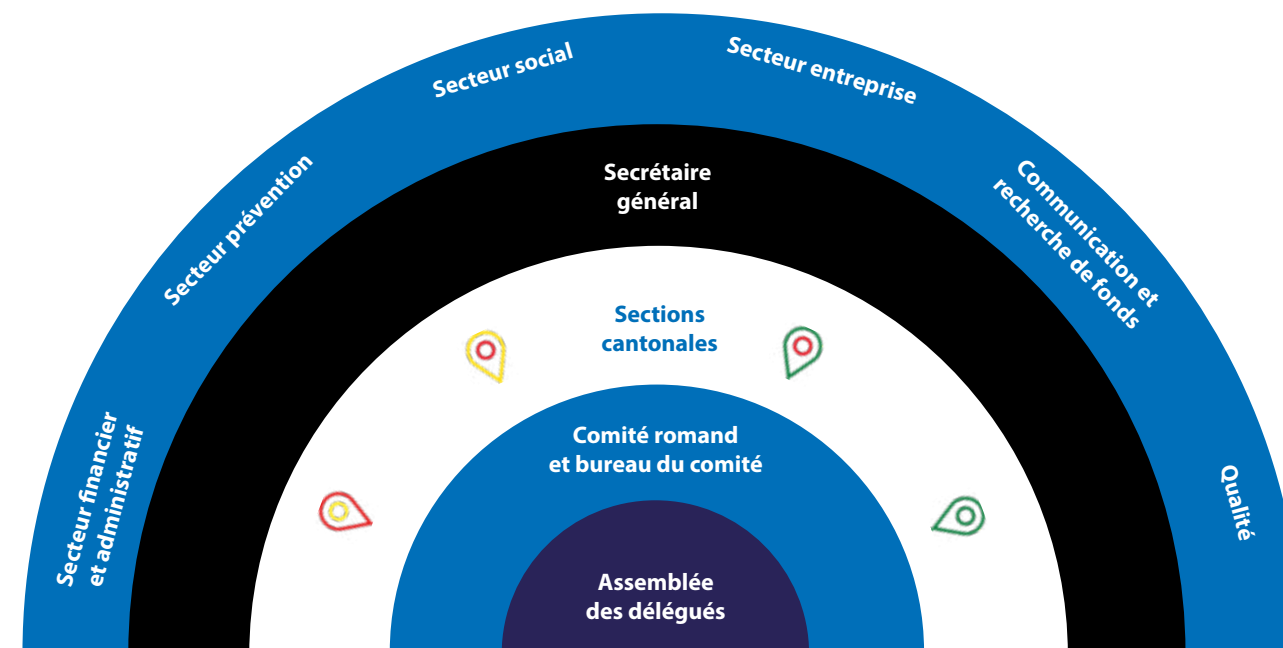 Secteur social
Secteur entreprise
Secteur prévention
Communication et
recherche de fonds
Secrétaire
général
Sections
cantonales
Secteur financier
et administratif
Comité romand
et bureau du comité
Qualité
Assemblée
des délégués